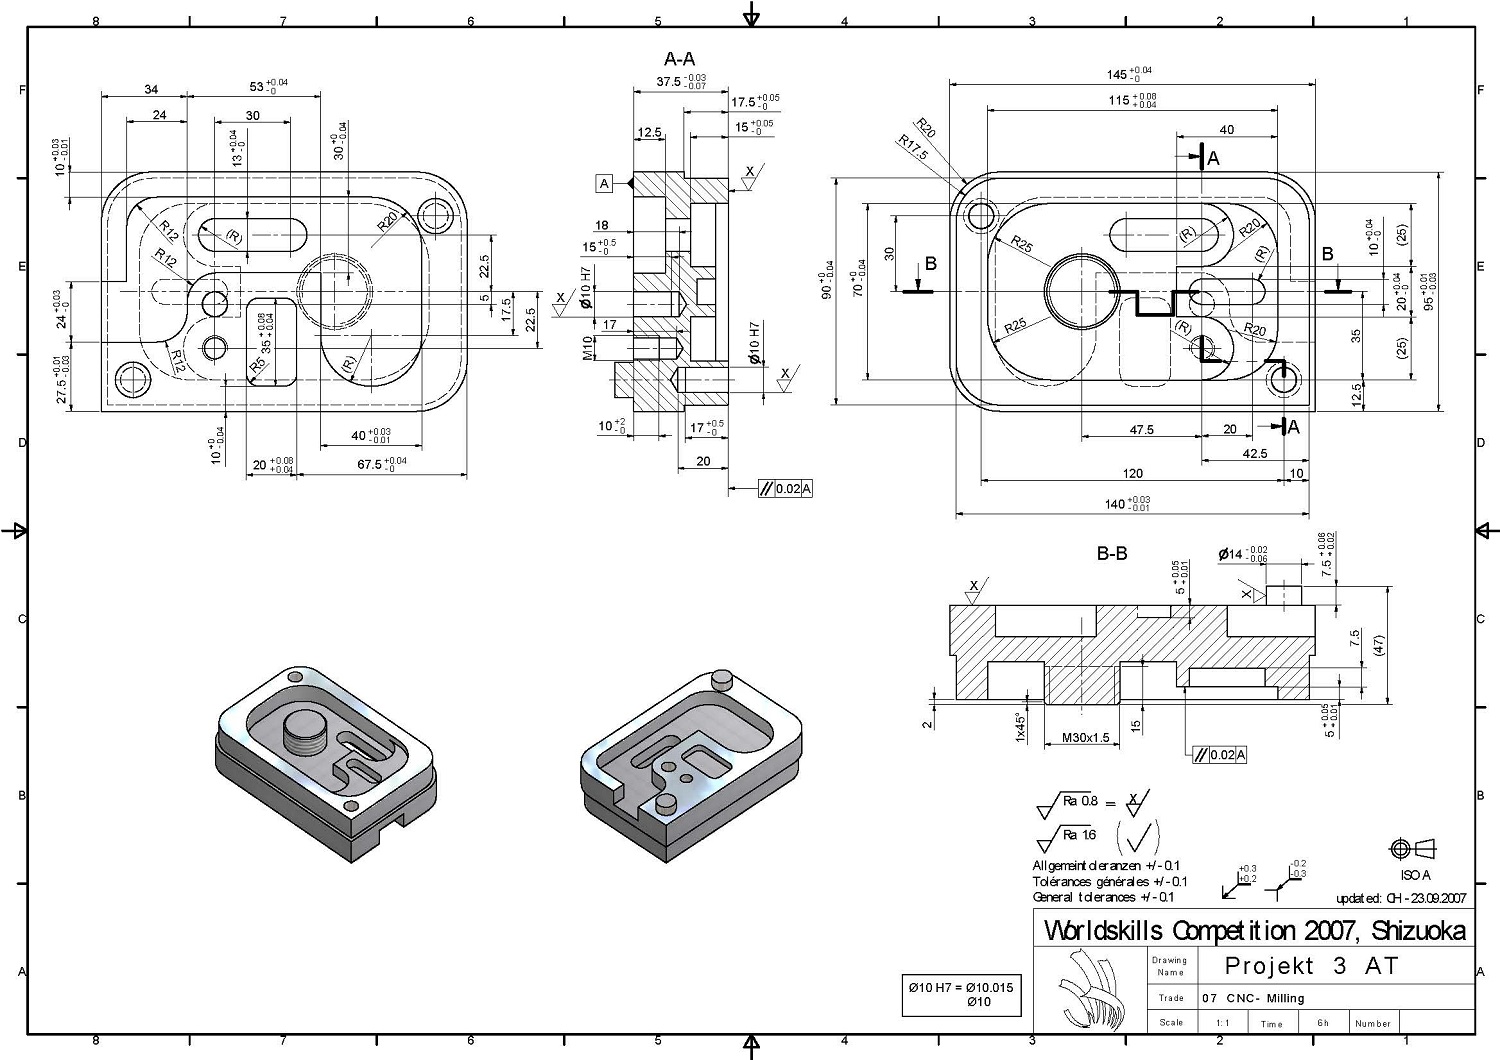 8 7 6 5 4 3 2 1
F
E
D
C
B
A
34
53 +0.04 -0
24
30
13 +0.04 -0
30 -0 -0.04
10 +0.03 -0.01
R12
(R)
R20
R12
24 +0.03 -0
22.5
5
17.5
22.5
35 +0.08 +0.04
R12
R5
(R)
27.5 +0.01 -0.03
10 +0 -0.04
40 +0.03 -0.01
20 +0.08 +0.04
67.5 +0.04 -0
A-A
37.5 -0.03 -0.07
17.5 +0.05 -0
12.5
15 +0.05 -0
A
X
18
15 +0.5 -0
Ø10 H7
X
17
M10
Ø10 H7
X
10 +2 -0
17 +0.5 -0
20
// 0.02 A
145 +0.04 -0
115 +0.08 +0.04
40
R20
R17.5
A
30
90 +0 -0.04
70 +0.04 -0
R25
(R)
R20
(R)
10 +0.04 -0
(25)
B
B
20 +0 -0.04
95 +0.01 -0.03
R25
(R)
R20
35
(25)
12.5
A
47.5
20
42.5
120
10
140 +0.03 -0.01
B-B
Ø14 -0.02 -0.06
7.5 +0.06 +0.02
5 +0.05 +0.01
X
X
7.5
(47)
2
1x45°
M30x1.5
15
5 +0.05 +0.01
// 0.02 A
Ra 0.8 = X
Ra 1.6 ( )
Allgemeintoleranzen +/-0.1
Tolérances générales +/-0.1
General tolerances +/-0.1
+0.3
+0.2
-0.2
-0.3
ISO A
updated: CH - 23.09.2007
Worldskills Competition 2007, Shizuoka
Drawing Name
Projekt 3 AT
Trade
07 CNC- Milling
Scale 1:1 Time 6h Number
Ø10 H7 = Ø10.015
Ø10
F
E
D
C
B
A
8 7 6 5 4 3 2 1